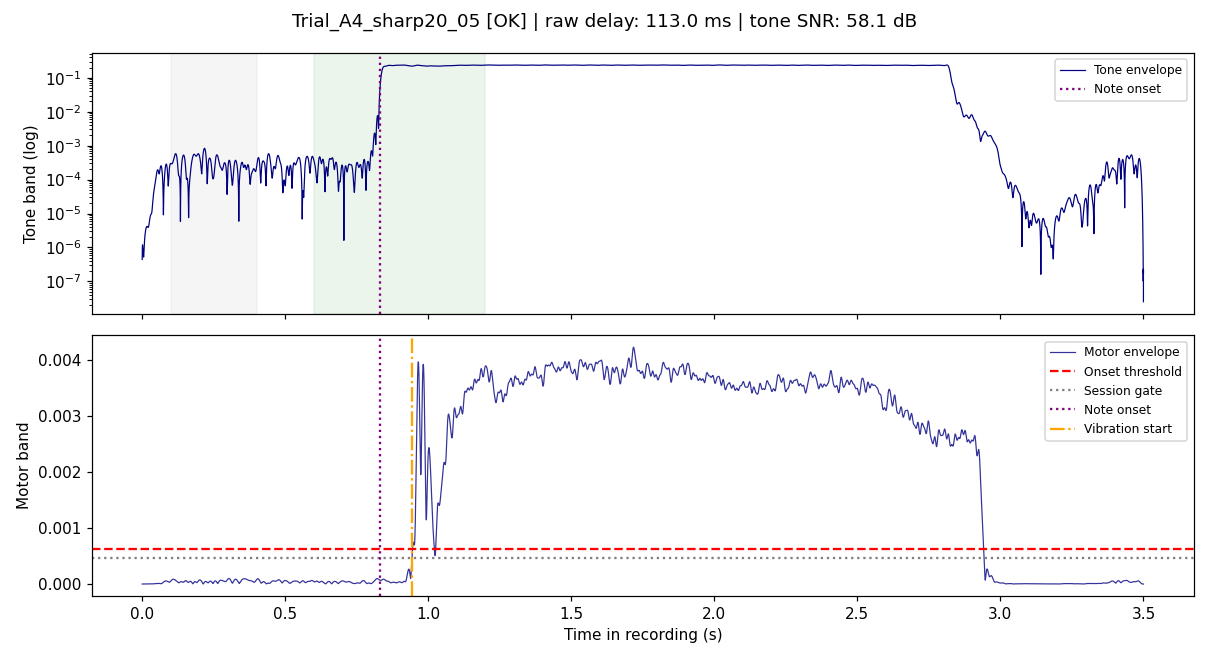 Trial_A4_sharp20_05 [OK] | raw delay: 113.0 ms | tone SNR: 58.1 dB
Tone band (log)
10⁻¹
10⁻²
10⁻³
10⁻⁴
10⁻⁵
10⁻⁶
10⁻⁷
Tone envelope
Note onset
Motor band
0.004
0.003
0.002
0.001
0.000
Motor envelope
Onset threshold
Session gate
Note onset
Vibration start
0.0 0.5 1.0 1.5 2.0 2.5 3.0 3.5
Time in recording (s)